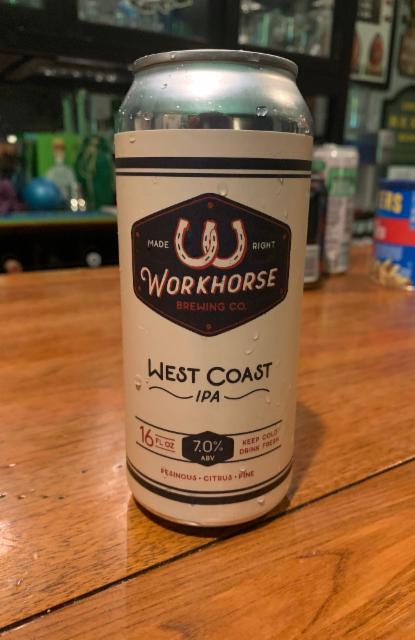 MADE RIGHT
WORKHORSE
BREWING CO.
WEST COAST
IPA
16 FL OZ
7.0%
ABV
KEEP COLD
DRINK FRESH
RESINOUS • CITRUS • PINE
ERS